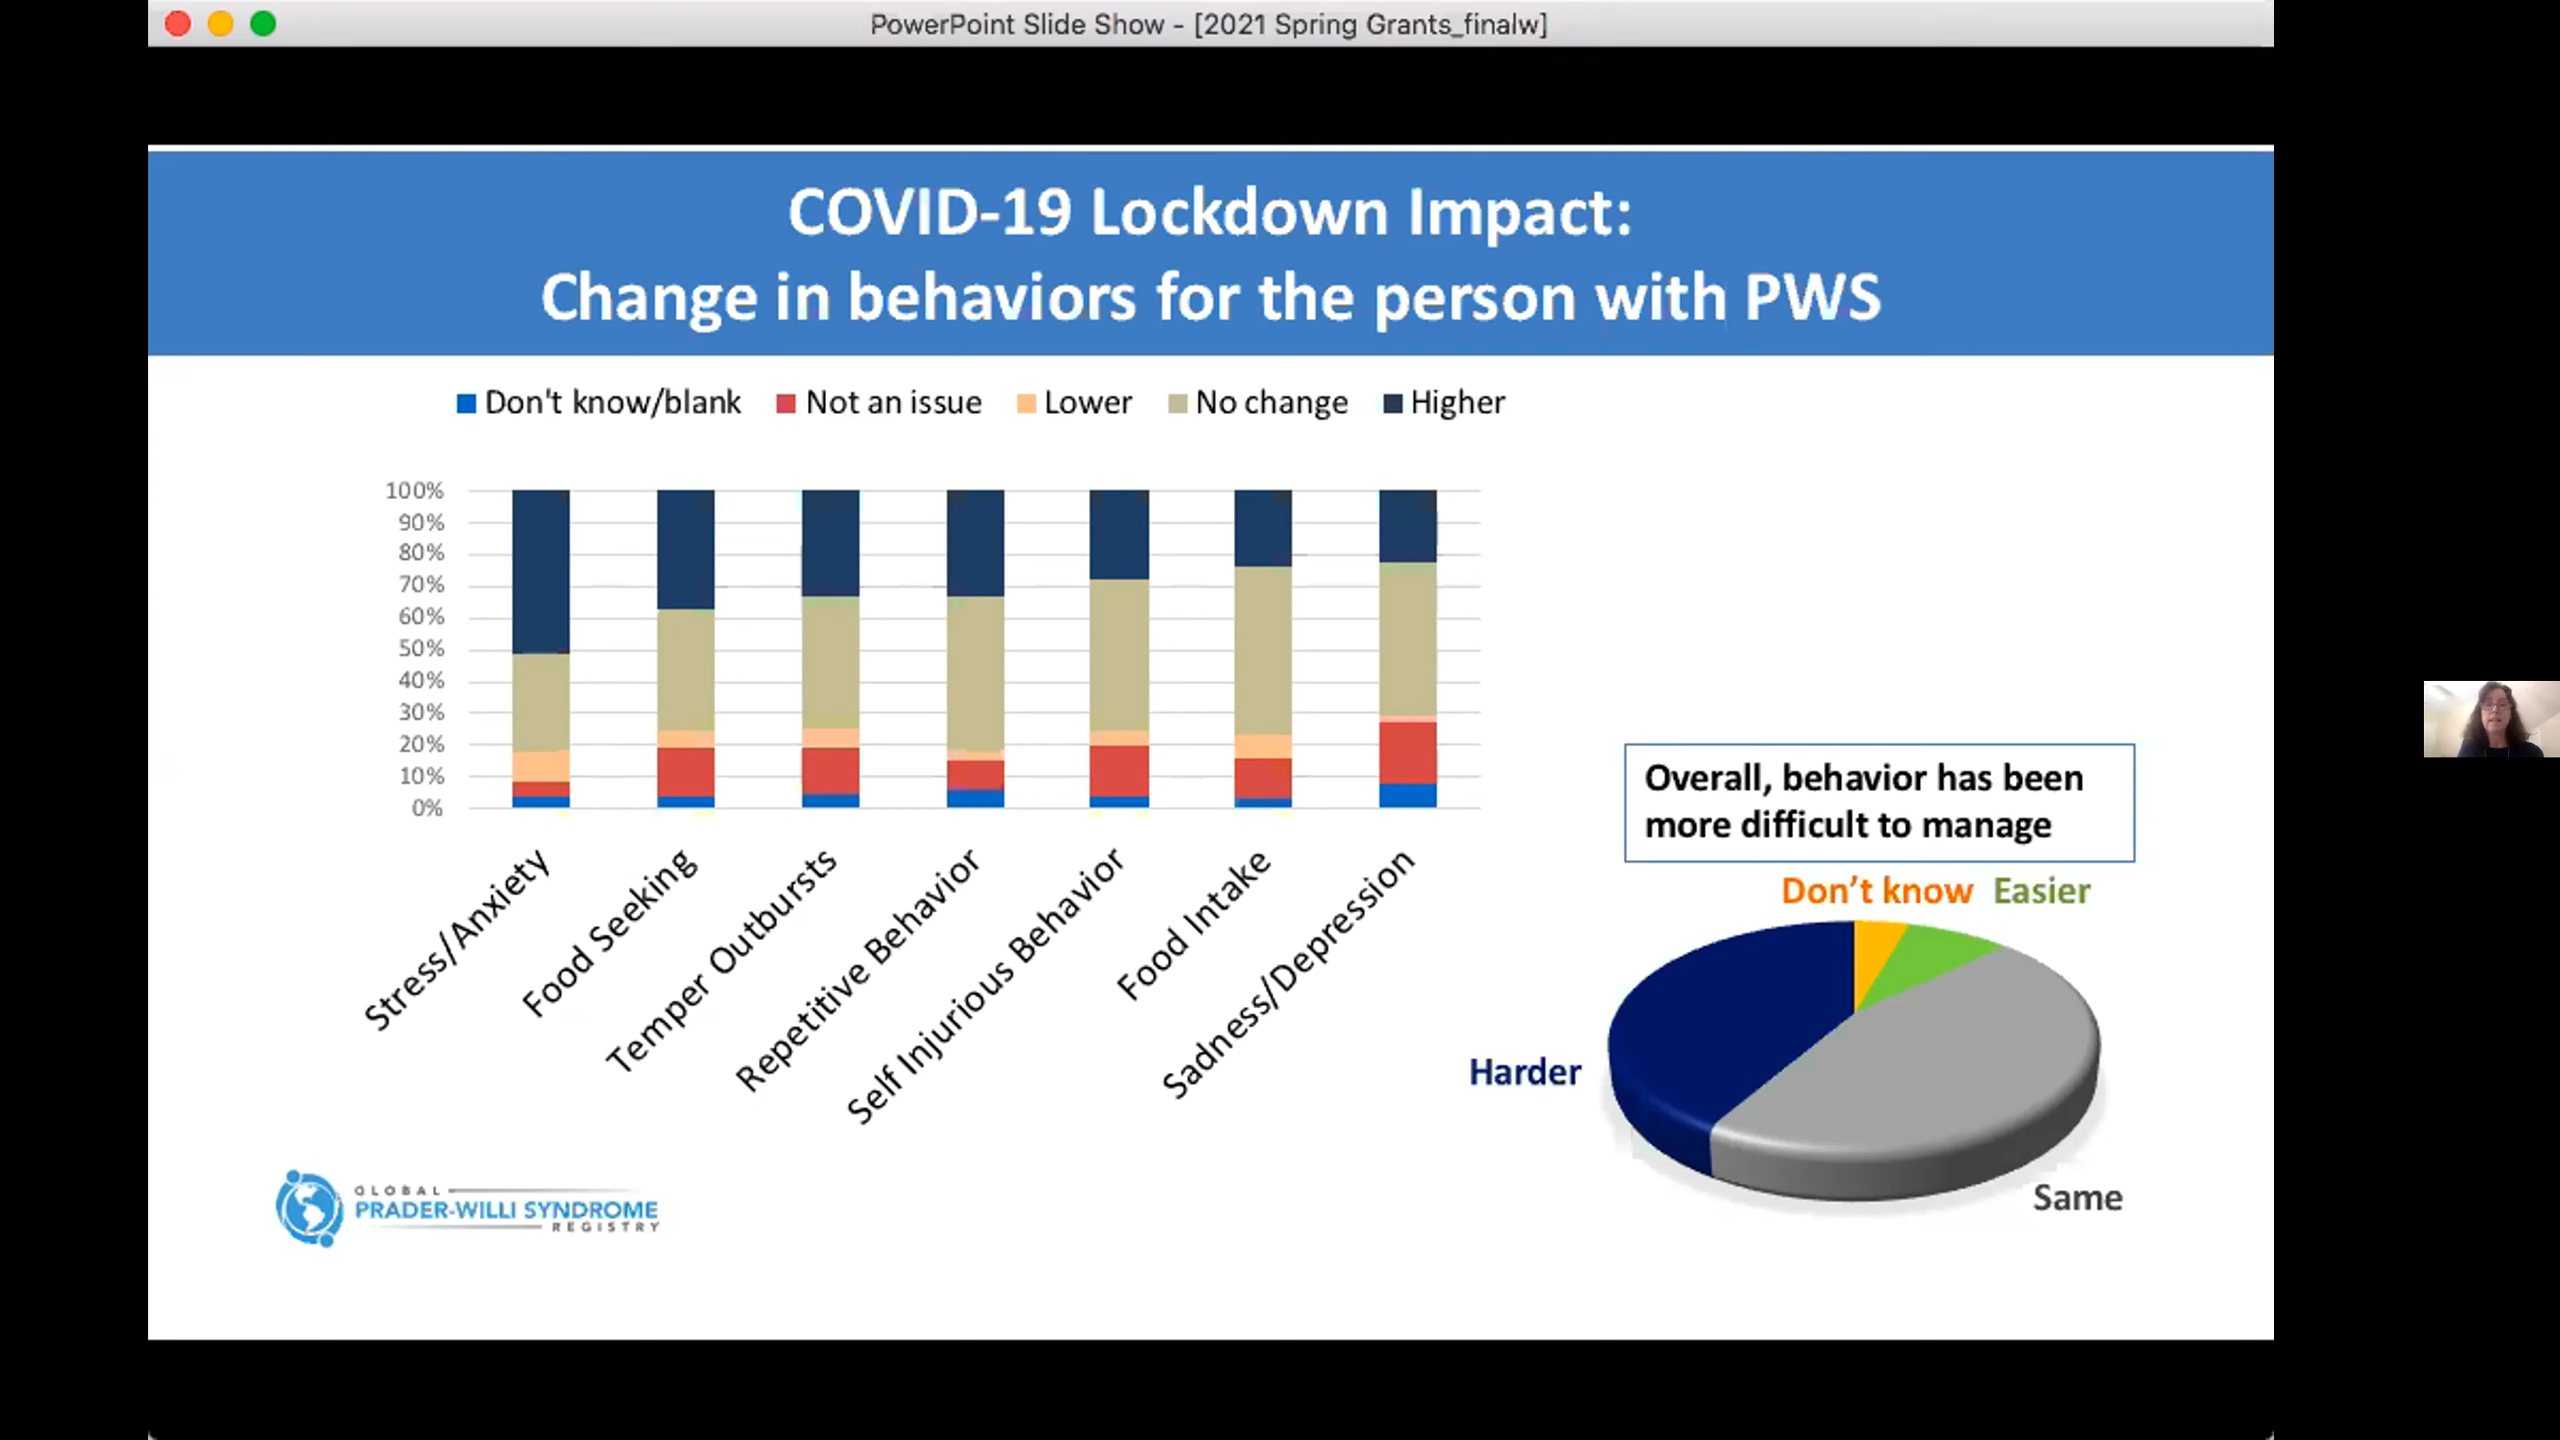 PowerPoint Slide Show - [2021 Spring Grants_finalw]
COVID-19 Lockdown Impact:
Change in behaviors for the person with PWS
Don't know/blank Not an issue Lower No change Higher
100%
90%
80%
70%
60%
50%
40%
30%
20%
10%
0%
Stress/Anxiety
Food Seeking
Temper Outbursts
Repetitive Behavior
Self Injurious Behavior
Food Intake
Sadness/Depression
Overall, behavior has been
more difficult to manage
Don’t know Easier
Harder
Same
GLOBAL
PRADER-WILLI SYNDROME
REGISTRY